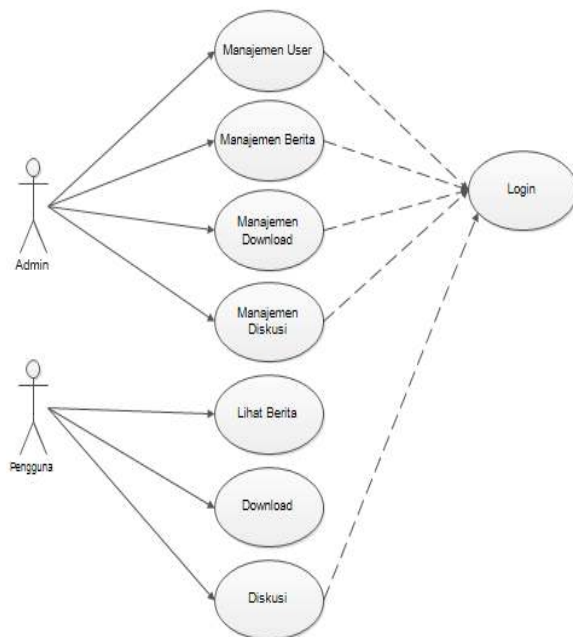 Manajemen User
Manajemen Berita
Login
Manajemen
Download
Admin
Manajemen
Diskusi
Lihat Berita
Pengguna
Download
Diskusi